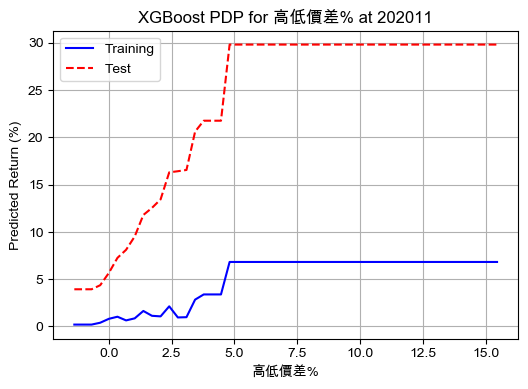 XGBoost PDP for 高低價差% at 202011
Training
Test
Predicted Return (%)
30
25
20
15
10
5
0
0.0 2.5 5.0 7.5 10.0 12.5 15.0
高低價差%